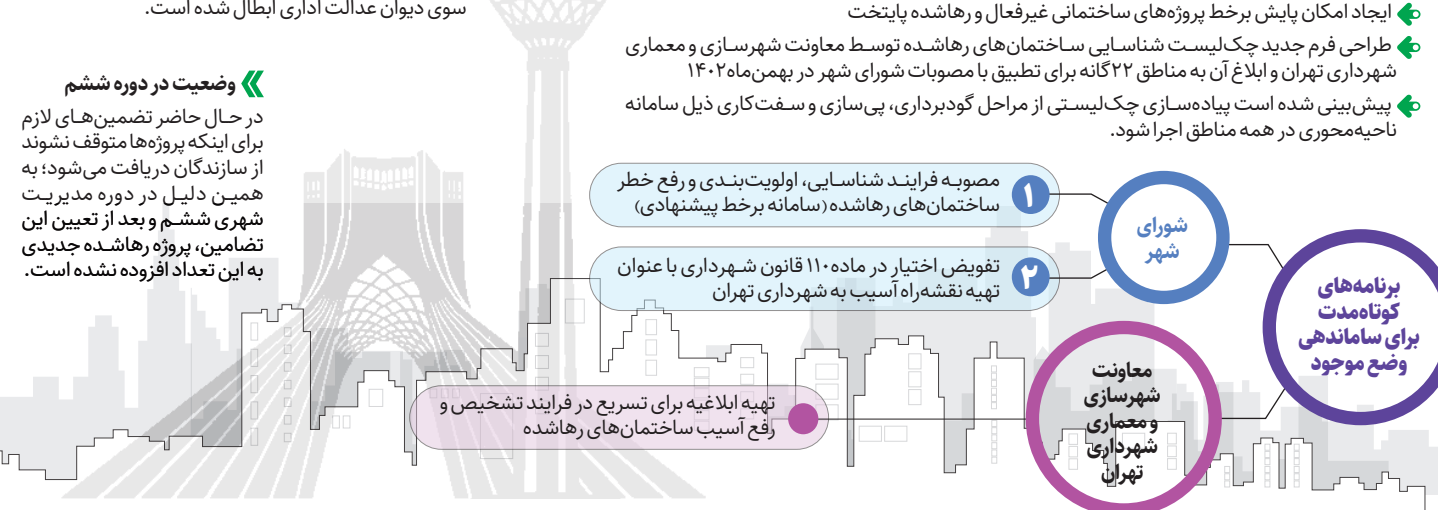 ایجاد امکان پایش برخط پروژه‌های ساختمانی غیرفعال و رهاشده پایتخت
طراحی فرم جدید چک‌لیست شناسایی ساختمان‌های رهاشده توسط معاونت شهرسازی و معماری
شهرداری تهران و ابلاغ آن به مناطق ۲۲گانه برای تطبیق با مصوبات شورای شهر در بهمن‌ماه۱۴۰۲
پیش‌بینی شده است پیاده‌سازی چک‌لیستی از مراحل گودبرداری، پی‌سازی و سفت‌کاری ذیل سامانه
ناحیه‌محوری در همه مناطق اجرا شود.
برنامه‌های
کوتاه‌مدت
برای ساماندهی
وضع موجود
شورای
شهر
۱
مصوبه فرایند شناسایی، اولویت‌بندی و رفع خطر
ساختمان‌های رهاشده (سامانه برخط پیشنهادی)
۲
تفویض اختیار در ماده۱۱۰ قانون شهرداری با عنوان
تهیه نقشه‌راه آسیب به شهرداری تهران
معاونت
شهرسازی
و معماری
شهرداری
تهران
تهیه ابلاغیه برای تسریع در فرایند تشخیص و
رفع آسیب ساختمان‌های رهاشده
سوی دیوان عدالت اداری ابطال شده است.
وضعیت در دوره ششم
در حال حاضر تضمین‌های لازم
برای اینکه پروژه‌ها متوقف نشوند
از سازندگان دریافت می‌شود؛ به
همین دلیل در دوره مدیریت
شهری ششم و بعد از تعیین این
تضامین، پروژه رهاشده جدیدی
به این تعداد افزوده نشده است.